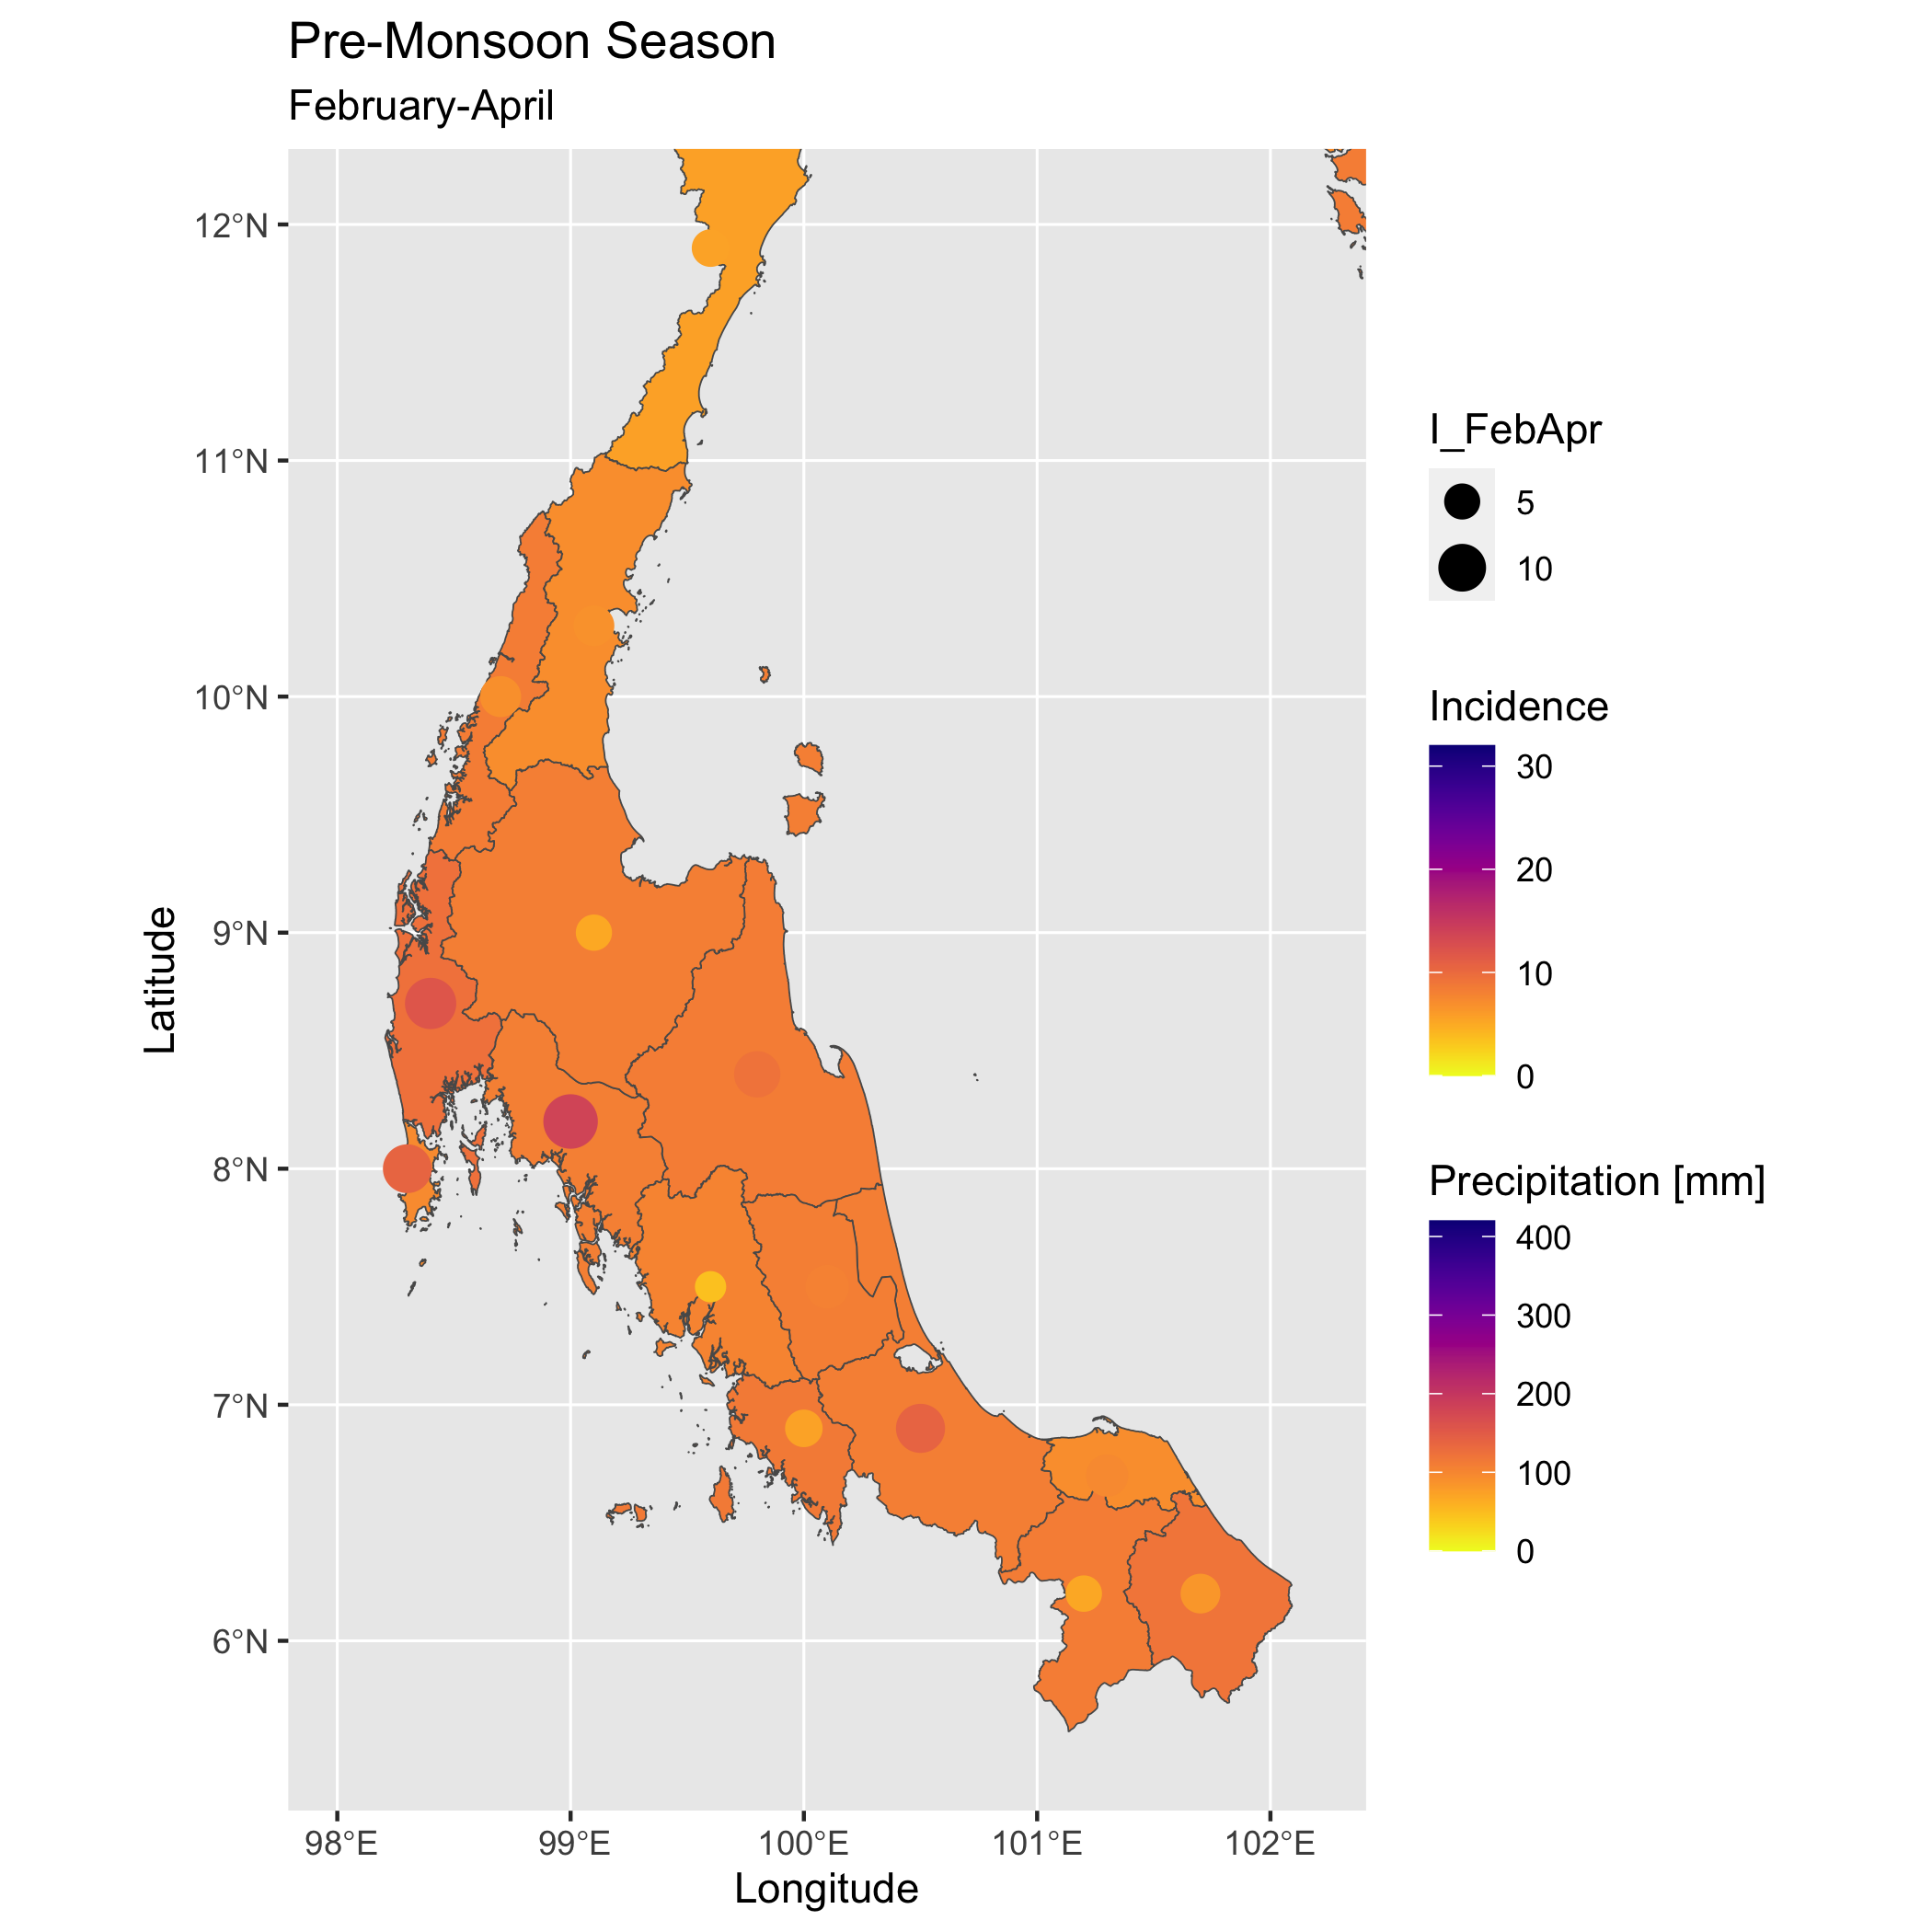 Pre-Monsoon Season
February-April
12°N
11°N
10°N
9°N
8°N
7°N
6°N
Latitude
98°E
99°E
100°E
101°E
102°E
Longitude
I_FebApr
5
10
Incidence
30
20
10
0
Precipitation [mm]
400
300
200
100
0